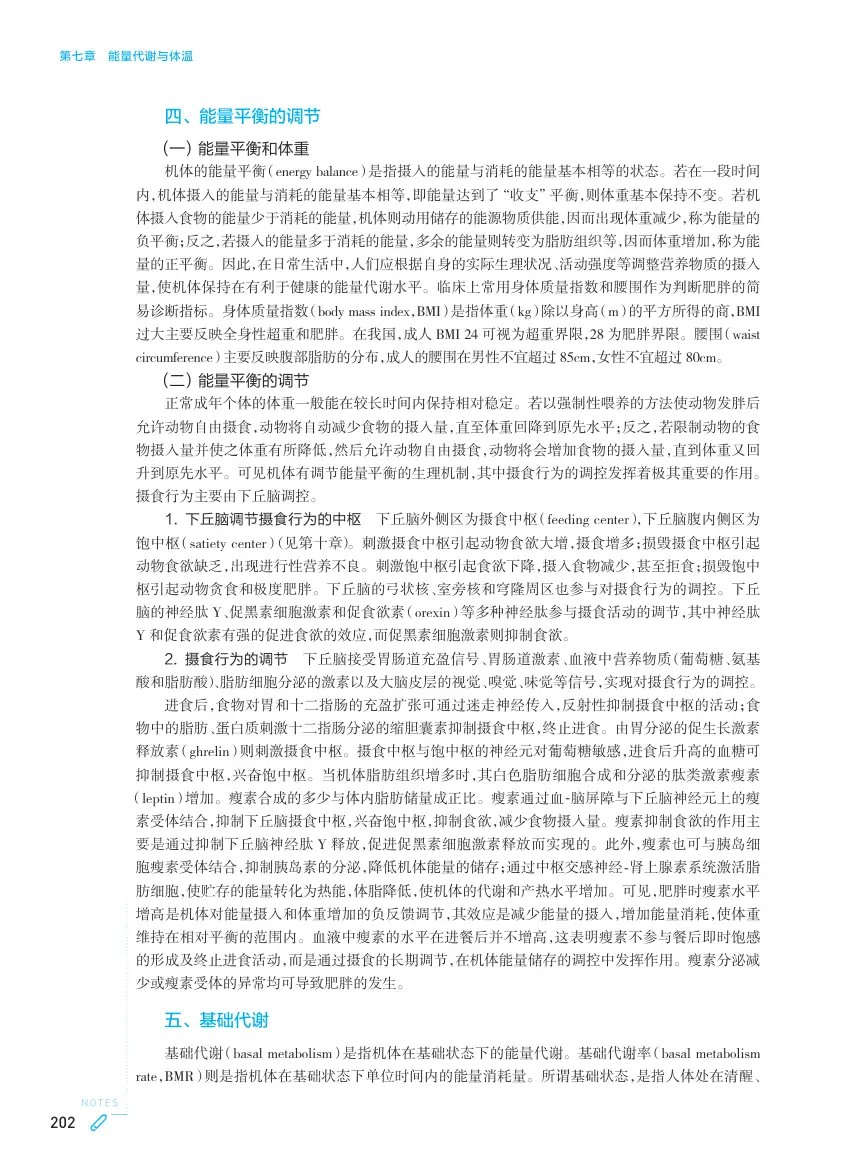 第七章 能量代谢与体温
四、能量平衡的调节
（一）能量平衡和体重
机体的能量平衡（energy balance）是指摄入的能量与消耗的能量基本相等的状态。若在一段时间
内，机体摄入的能量与消耗的能量基本相等，即能量达到了“收支”平衡，则体重基本保持不变。若机
体摄入食物的能量少于消耗的能量，机体则动用储存的能源物质供能，因而出现体重减少，称为能量的
负平衡；反之，若摄入的能量多于消耗的能量，多余的能量则转变为脂肪组织等，因而体重增加，称为能
量的正平衡。因此，在日常生活中，人们应根据自身的实际生理状况、活动强度等调整营养物质的摄入
量，使机体保持在有利于健康的能量代谢水平。临床上常用身体质量指数和腰围作为判断肥胖的简
易诊断指标。身体质量指数（body mass index，BMI）是指体重（kg）除以身高（m）的平方所得的商，BMI
过大主要反映全身性超重和肥胖。在我国，成人 BMI 24 可视为超重界限，28 为肥胖界限。腰围（waist
circumference）主要反映腹部脂肪的分布，成人的腰围在男性不宜超过 85cm，女性不宜超过 80cm。
（二）能量平衡的调节
正常成年个体的体重一般能在较长时间内保持相对稳定。若以强制性喂养的方法使动物发胖后
允许动物自由摄食，动物将自动减少食物的摄入量，直至体重回降到原先水平；反之，若限制动物的食
物摄入量并使之体重有所降低，然后允许动物自由摄食，动物将会增加食物的摄入量，直到体重又回
升到原先水平。可见机体有调节能量平衡的生理机制，其中摄食行为的调控发挥着极其重要的作用。
摄食行为主要由下丘脑调控。
1. 下丘脑调节摄食行为的中枢 下丘脑外侧区为摄食中枢（feeding center），下丘脑腹内侧区为
饱中枢（satiety center）（见第十章）。刺激摄食中枢引起动物食欲大增，摄食增多；损毁摄食中枢引起
动物食欲缺乏，出现进行性营养不良。刺激饱中枢引起食欲下降，摄入食物减少，甚至拒食；损毁饱中
枢引起动物贪食和极度肥胖。下丘脑的弓状核、室旁核和穹隆周区也参与对摄食行为的调控。下丘
脑的神经肽 Y、促黑素细胞激素和促食欲素（orexin）等多种神经肽参与摄食活动的调节，其中神经肽
Y 和促食欲素有强的促进食欲的效应，而促黑素细胞激素则抑制食欲。
2. 摄食行为的调节 下丘脑接受胃肠道充盈信号、胃肠道激素、血液中营养物质（葡萄糖、氨基
酸和脂肪酸）、脂肪细胞分泌的激素以及大脑皮层的视觉、嗅觉、味觉等信号，实现对摄食行为的调控。
进食后，食物对胃和十二指肠的充盈扩张可通过迷走神经传入，反射性抑制摄食中枢的活动；食
物中的脂肪、蛋白质刺激十二指肠分泌的缩胆囊素抑制摄食中枢，终止进食。由胃分泌的促生长激素
释放素（ghrelin）则刺激摄食中枢。摄食中枢与饱中枢的神经元对葡萄糖敏感，进食后升高的血糖可
抑制摄食中枢，兴奋饱中枢。当机体脂肪组织增多时，其白色脂肪细胞合成和分泌的肽类激素瘦素
（leptin）增加。瘦素合成的多少与体内脂肪储量成正比。瘦素通过血-脑屏障与下丘脑神经元上的瘦
素受体结合，抑制下丘脑摄食中枢，兴奋饱中枢，抑制食欲，减少食物摄入量。瘦素抑制食欲的作用主
要是通过抑制下丘脑神经肽 Y 释放，促进促黑素细胞激素释放而实现的。此外，瘦素也可与胰岛细
胞瘦素受体结合，抑制胰岛素的分泌，降低机体能量的储存；通过中枢交感神经-肾上腺素系统激活脂
肪细胞，使贮存的能量转化为热能，体脂降低，使机体的代谢和产热水平增加。可见，肥胖时瘦素水平
增高是机体对能量摄入和体重增加的负反馈调节，其效应是减少能量的摄入，增加能量消耗，使体重
维持在相对平衡的范围内。血液中瘦素的水平在进餐后并不增高，这表明瘦素不参与餐后即时饱感
的形成及终止进食活动，而是通过摄食的长期调节，在机体能量储存的调控中发挥作用。瘦素分泌减
少或瘦素受体的异常均可导致肥胖的发生。
五、基础代谢
基础代谢（basal metabolism）是指机体在基础状态下的能量代谢。基础代谢率（basal metabolism
rate，BMR）则是指机体在基础状态下单位时间内的能量消耗量。所谓基础状态，是指人体处在清醒、
NOTES
202